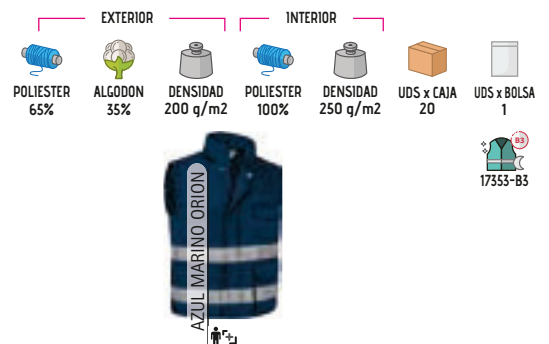 EXTERIOR INTERIOR
POLIESTER ALGODON DENSIDAD POLIESTER DENSIDAD UDS x CAJA UDS x BOLSA
65% 35% 200 g/m2 100% 250 g/m2 20 1
B3
17353-B3
AZUL MARINO ORION